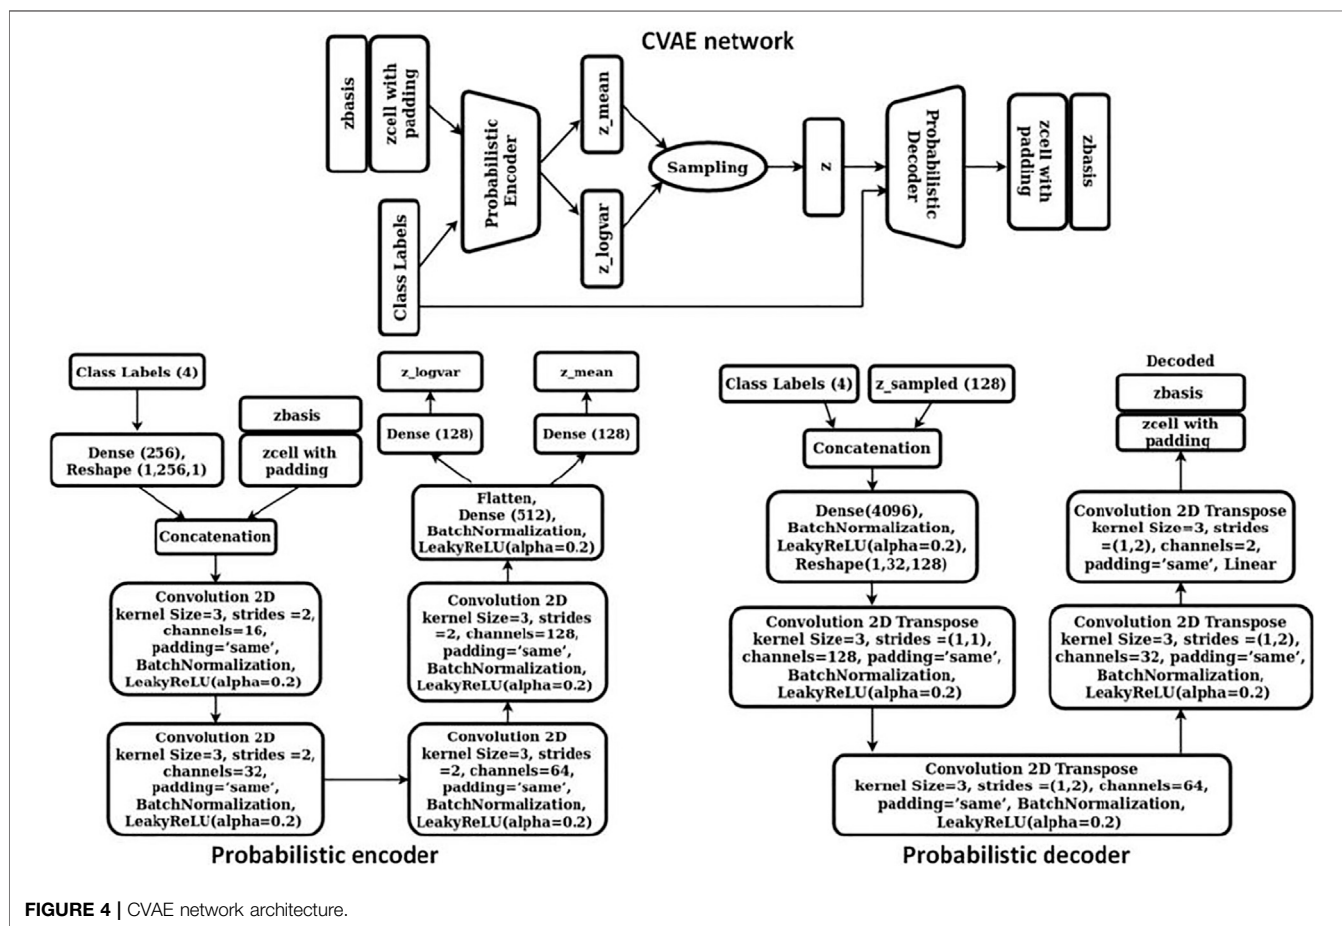 CVAE network
zbasis
zcell with
padding
Class Labels
Probabilistic
Encoder
z_mean
z_logvar
Sampling
z
Probabilistic
Decoder
zcell with
padding
zbasis
Class Labels (4)
Dense (256),
Reshape (1,256,1)
zbasis
zcell with
padding
Concatenation
Convolution 2D
kernel Size=3, strides =2,
channels=16,
padding=’same’,
BatchNormalization,
LeakyReLU(alpha=0.2)
Convolution 2D
kernel Size=3, strides =2,
channels=32,
padding=’same’,
BatchNormalization,
LeakyReLU(alpha=0.2)
Convolution 2D
kernel Size=3, strides
=2, channels=64,
padding=’same’,
BatchNormalization,
LeakyReLU(alpha=0.2)
Convolution 2D
kernel Size=3, strides
=2, channels=128,
padding=’same’,
BatchNormalization,
LeakyReLU(alpha=0.2)
Flatten,
Dense (512),
BatchNormalization,
LeakyReLU(alpha=0.2)
Dense (128)
Dense (128)
z_logvar
z_mean
Probabilistic encoder
Class Labels (4)
z_sampled (128)
Concatenation
Dense(4096),
BatchNormalization,
LeakyReLU(alpha=0.2),
Reshape(1,32,128)
Convolution 2D Transpose
kernel Size=3, strides =(1,1),
channels=128, padding=’same’,
BatchNormalization,
LeakyReLU(alpha=0.2)
Convolution 2D Transpose
kernel Size=3, strides =(1,2), channels=64,
padding=’same’, BatchNormalization,
LeakyReLU(alpha=0.2)
Convolution 2D Transpose
kernel Size=3, strides =(1,2),
channels=32, padding=’same’,
BatchNormalization,
LeakyReLU(alpha=0.2)
Convolution 2D Transpose
kernel Size=3, strides
=(1,2), channels=2,
padding=’same’, Linear
Decoded
zbasis
zcell with
padding
Probabilistic decoder
FIGURE 4 | CVAE network architecture.